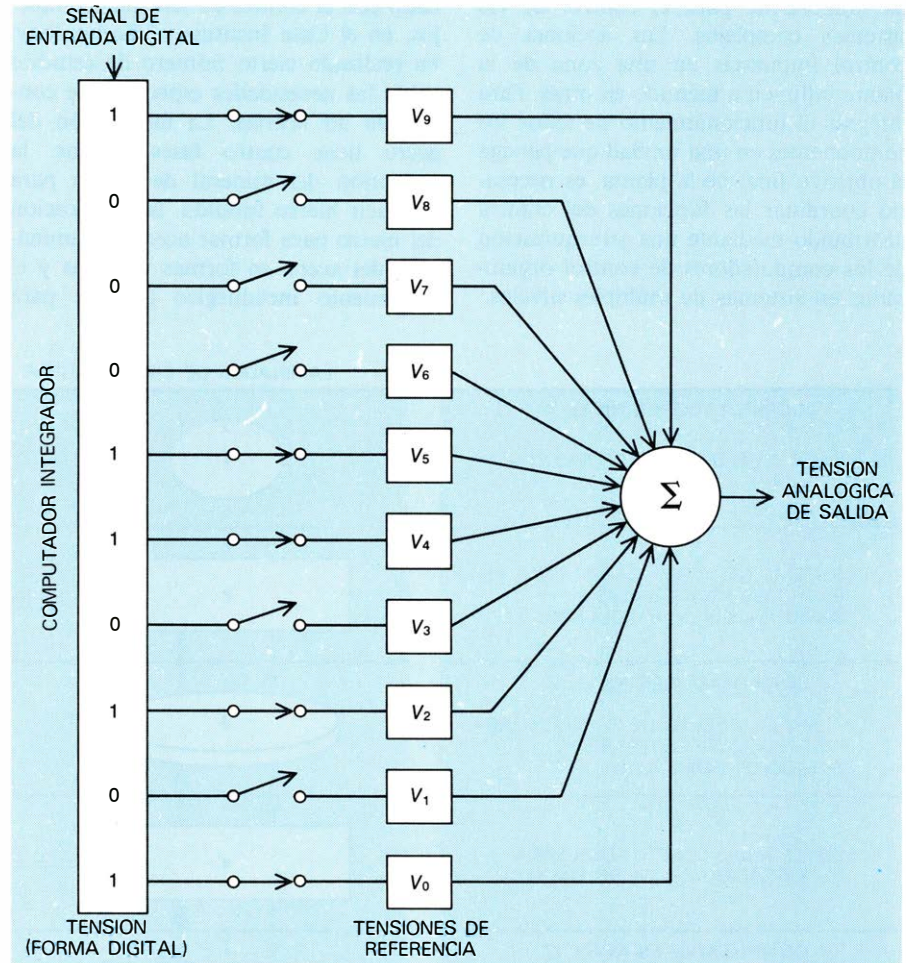 SEÑAL DE
ENTRADA DIGITAL
COMPUTADOR INTEGRADOR
1 V9
0 V8
0 V7
0 V6
1 V5
1 V4
0 V3
1 V2
0 V1
1 V0
Σ
TENSION
ANALOGICA
DE SALIDA
TENSION
(FORMA DIGITAL)
TENSIONES DE
REFERENCIA